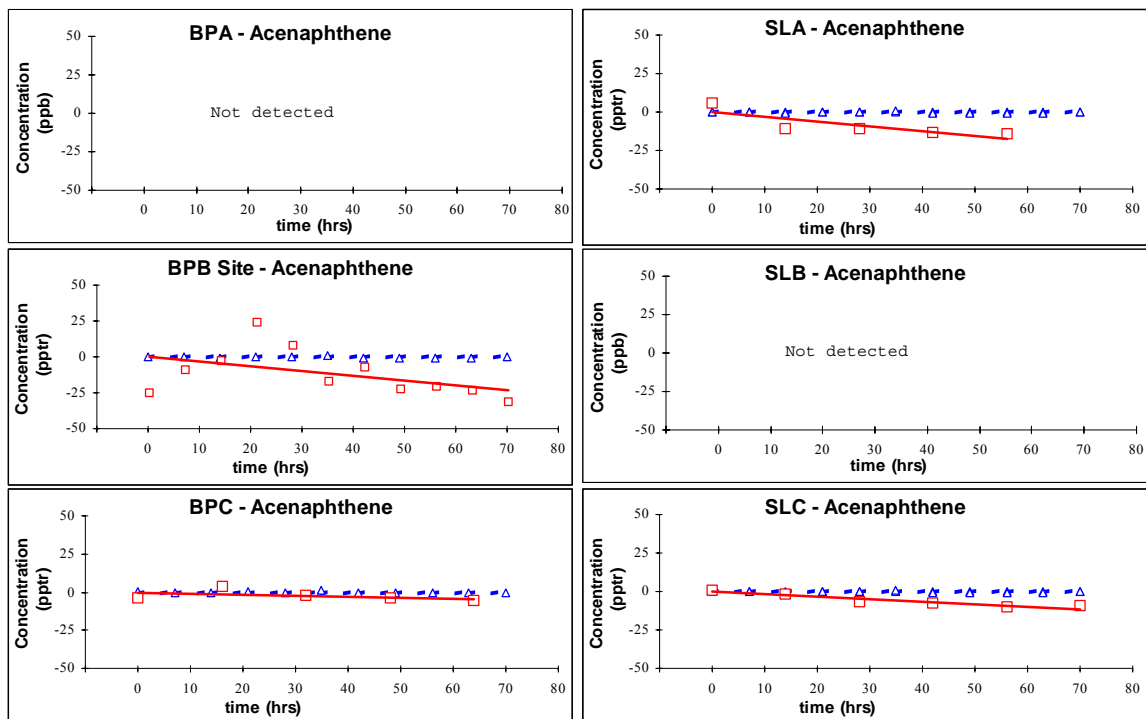 BPA - Acenaphthene
Concentration
(ppb)
50
25
0
-25
-50
Not detected
0 10 20 30 40 50 60 70 80
time (hrs)
SLA - Acenaphthene
Concentration
(pptr)
50
25
0
-25
-50
0 10 20 30 40 50 60 70 80
time (hrs)
BPB Site - Acenaphthene
Concentration
(pptr)
50
25
0
-25
-50
0 10 20 30 40 50 60 70 80
time (hrs)
SLB - Acenaphthene
Concentration
(ppb)
50
25
0
-25
-50
Not detected
0 10 20 30 40 50 60 70 80
time (hrs)
BPC - Acenaphthene
Concentration
(pptr)
50
25
0
-25
-50
0 10 20 30 40 50 60 70 80
time (hrs)
SLC - Acenaphthene
Concentration
(pptr)
50
25
0
-25
-50
0 10 20 30 40 50 60 70 80
time (hrs)